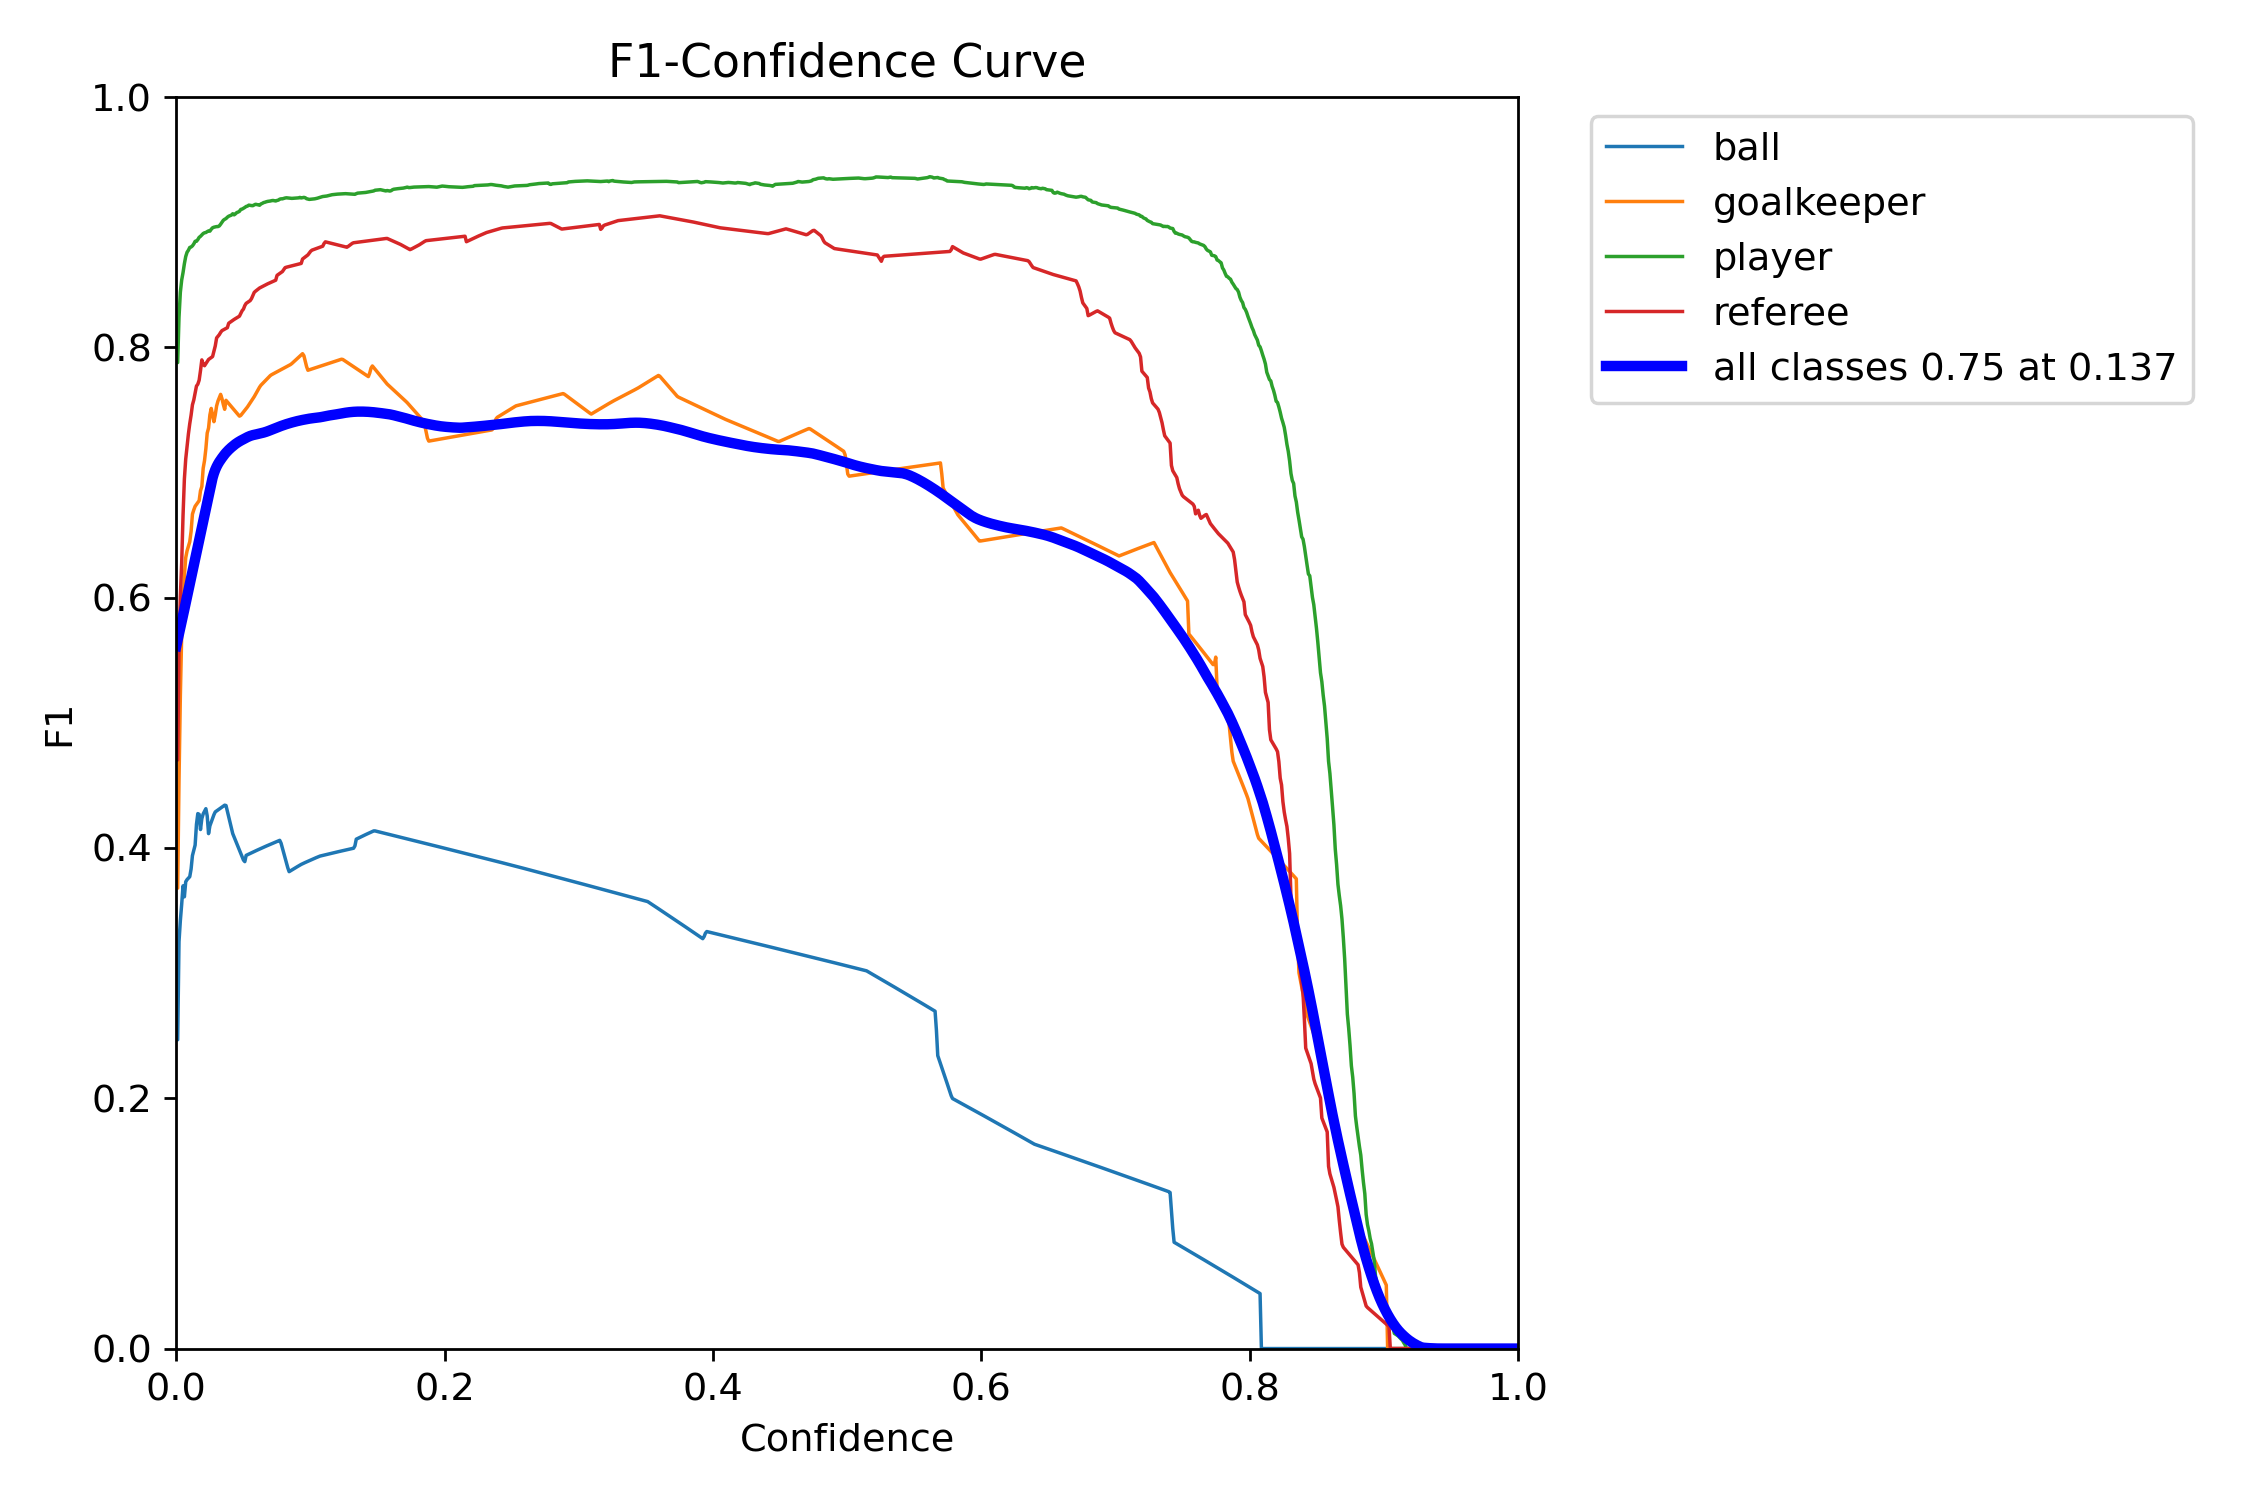 F1-Confidence Curve
1.0
0.8
0.6
0.4
0.2
0.0
F1
0.0 0.2 0.4 0.6 0.8 1.0
Confidence
ball
goalkeeper
player
referee
all classes 0.75 at 0.137